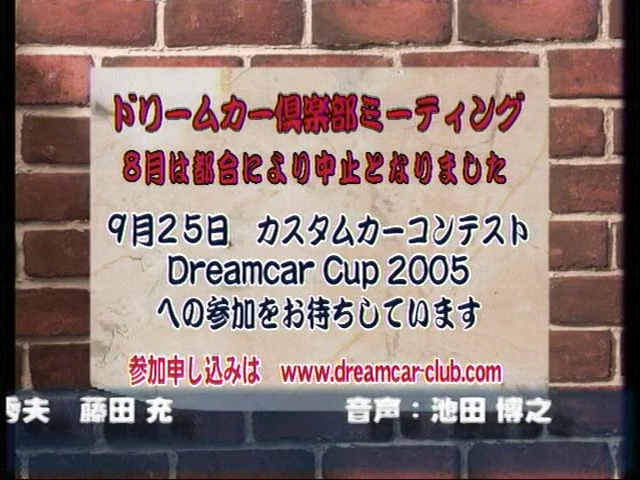 ドリームカー倶楽部ミーティング
8月は都合により中止となりました
9月25日　カスタムカーコンテスト
Dreamcar Cup 2005
への参加をお待ちしています
参加申し込みは　www.dreamcar-club.com
秀夫　藤田 充　音声：池田 博之